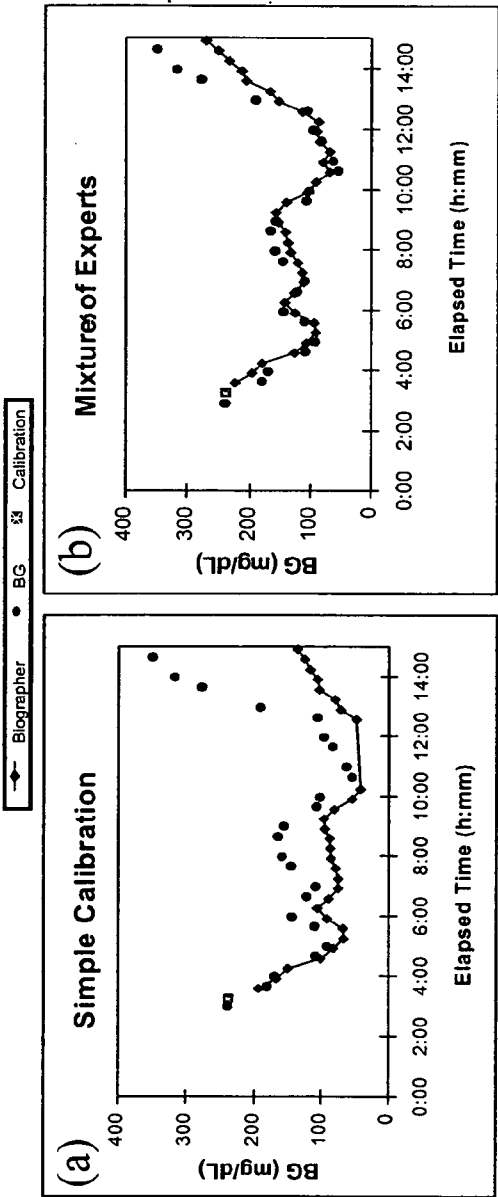 Biographer BG Calibration
(a)
Simple Calibration
400
300
200
100
0
BG (mg/dL)
0:00 2:00 4:00 6:00 8:00 10:00 12:00 14:00
Elapsed Time (h:mm)
(b)
Mixtures of Experts
400
300
200
100
0
BG (mg/dL)
0:00 2:00 4:00 6:00 8:00 10:00 12:00 14:00
Elapsed Time (h:mm)